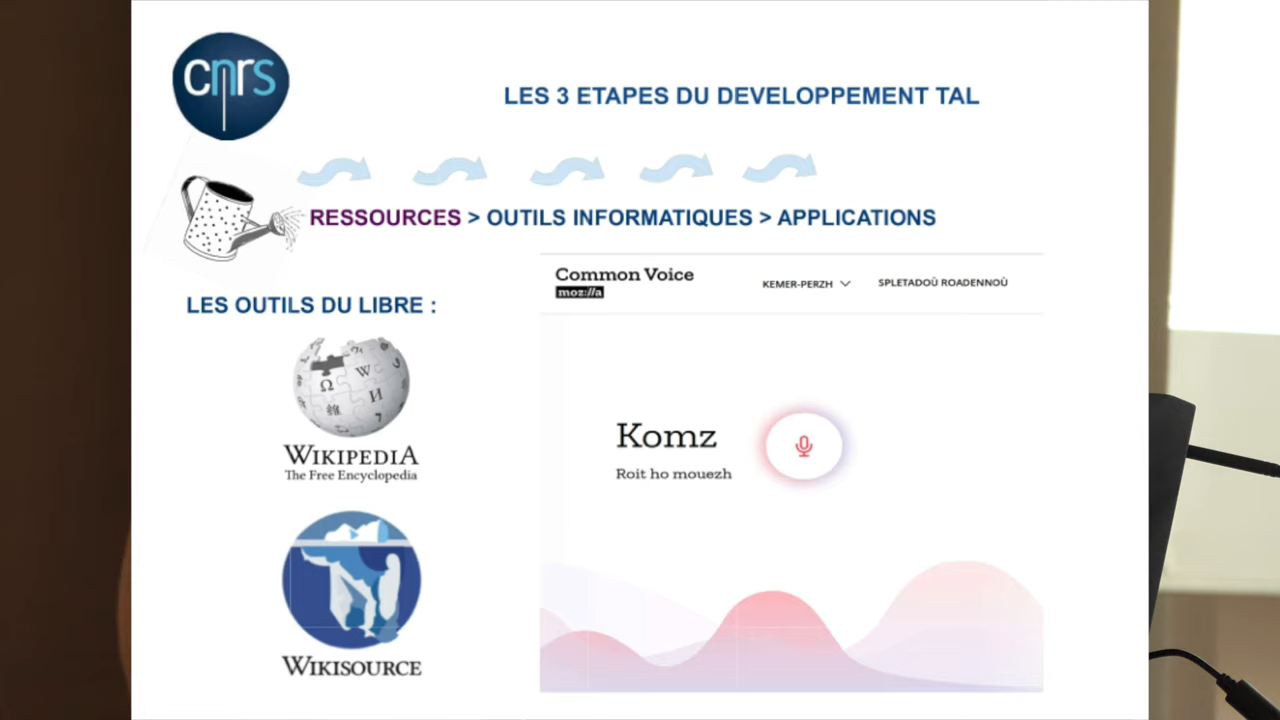 cnrs
LES 3 ETAPES DU DEVELOPPEMENT TAL
RESSOURCES > OUTILS INFORMATIQUES > APPLICATIONS
LES OUTILS DU LIBRE :
Ω W И 維
WIKIPEDIA
The Free Encyclopedia
WIKISOURCE
Common Voice
moz://a
KEMER-PERZH
SPLETADOÙ ROADENNOÙ
Komz
Roit ho mouezh